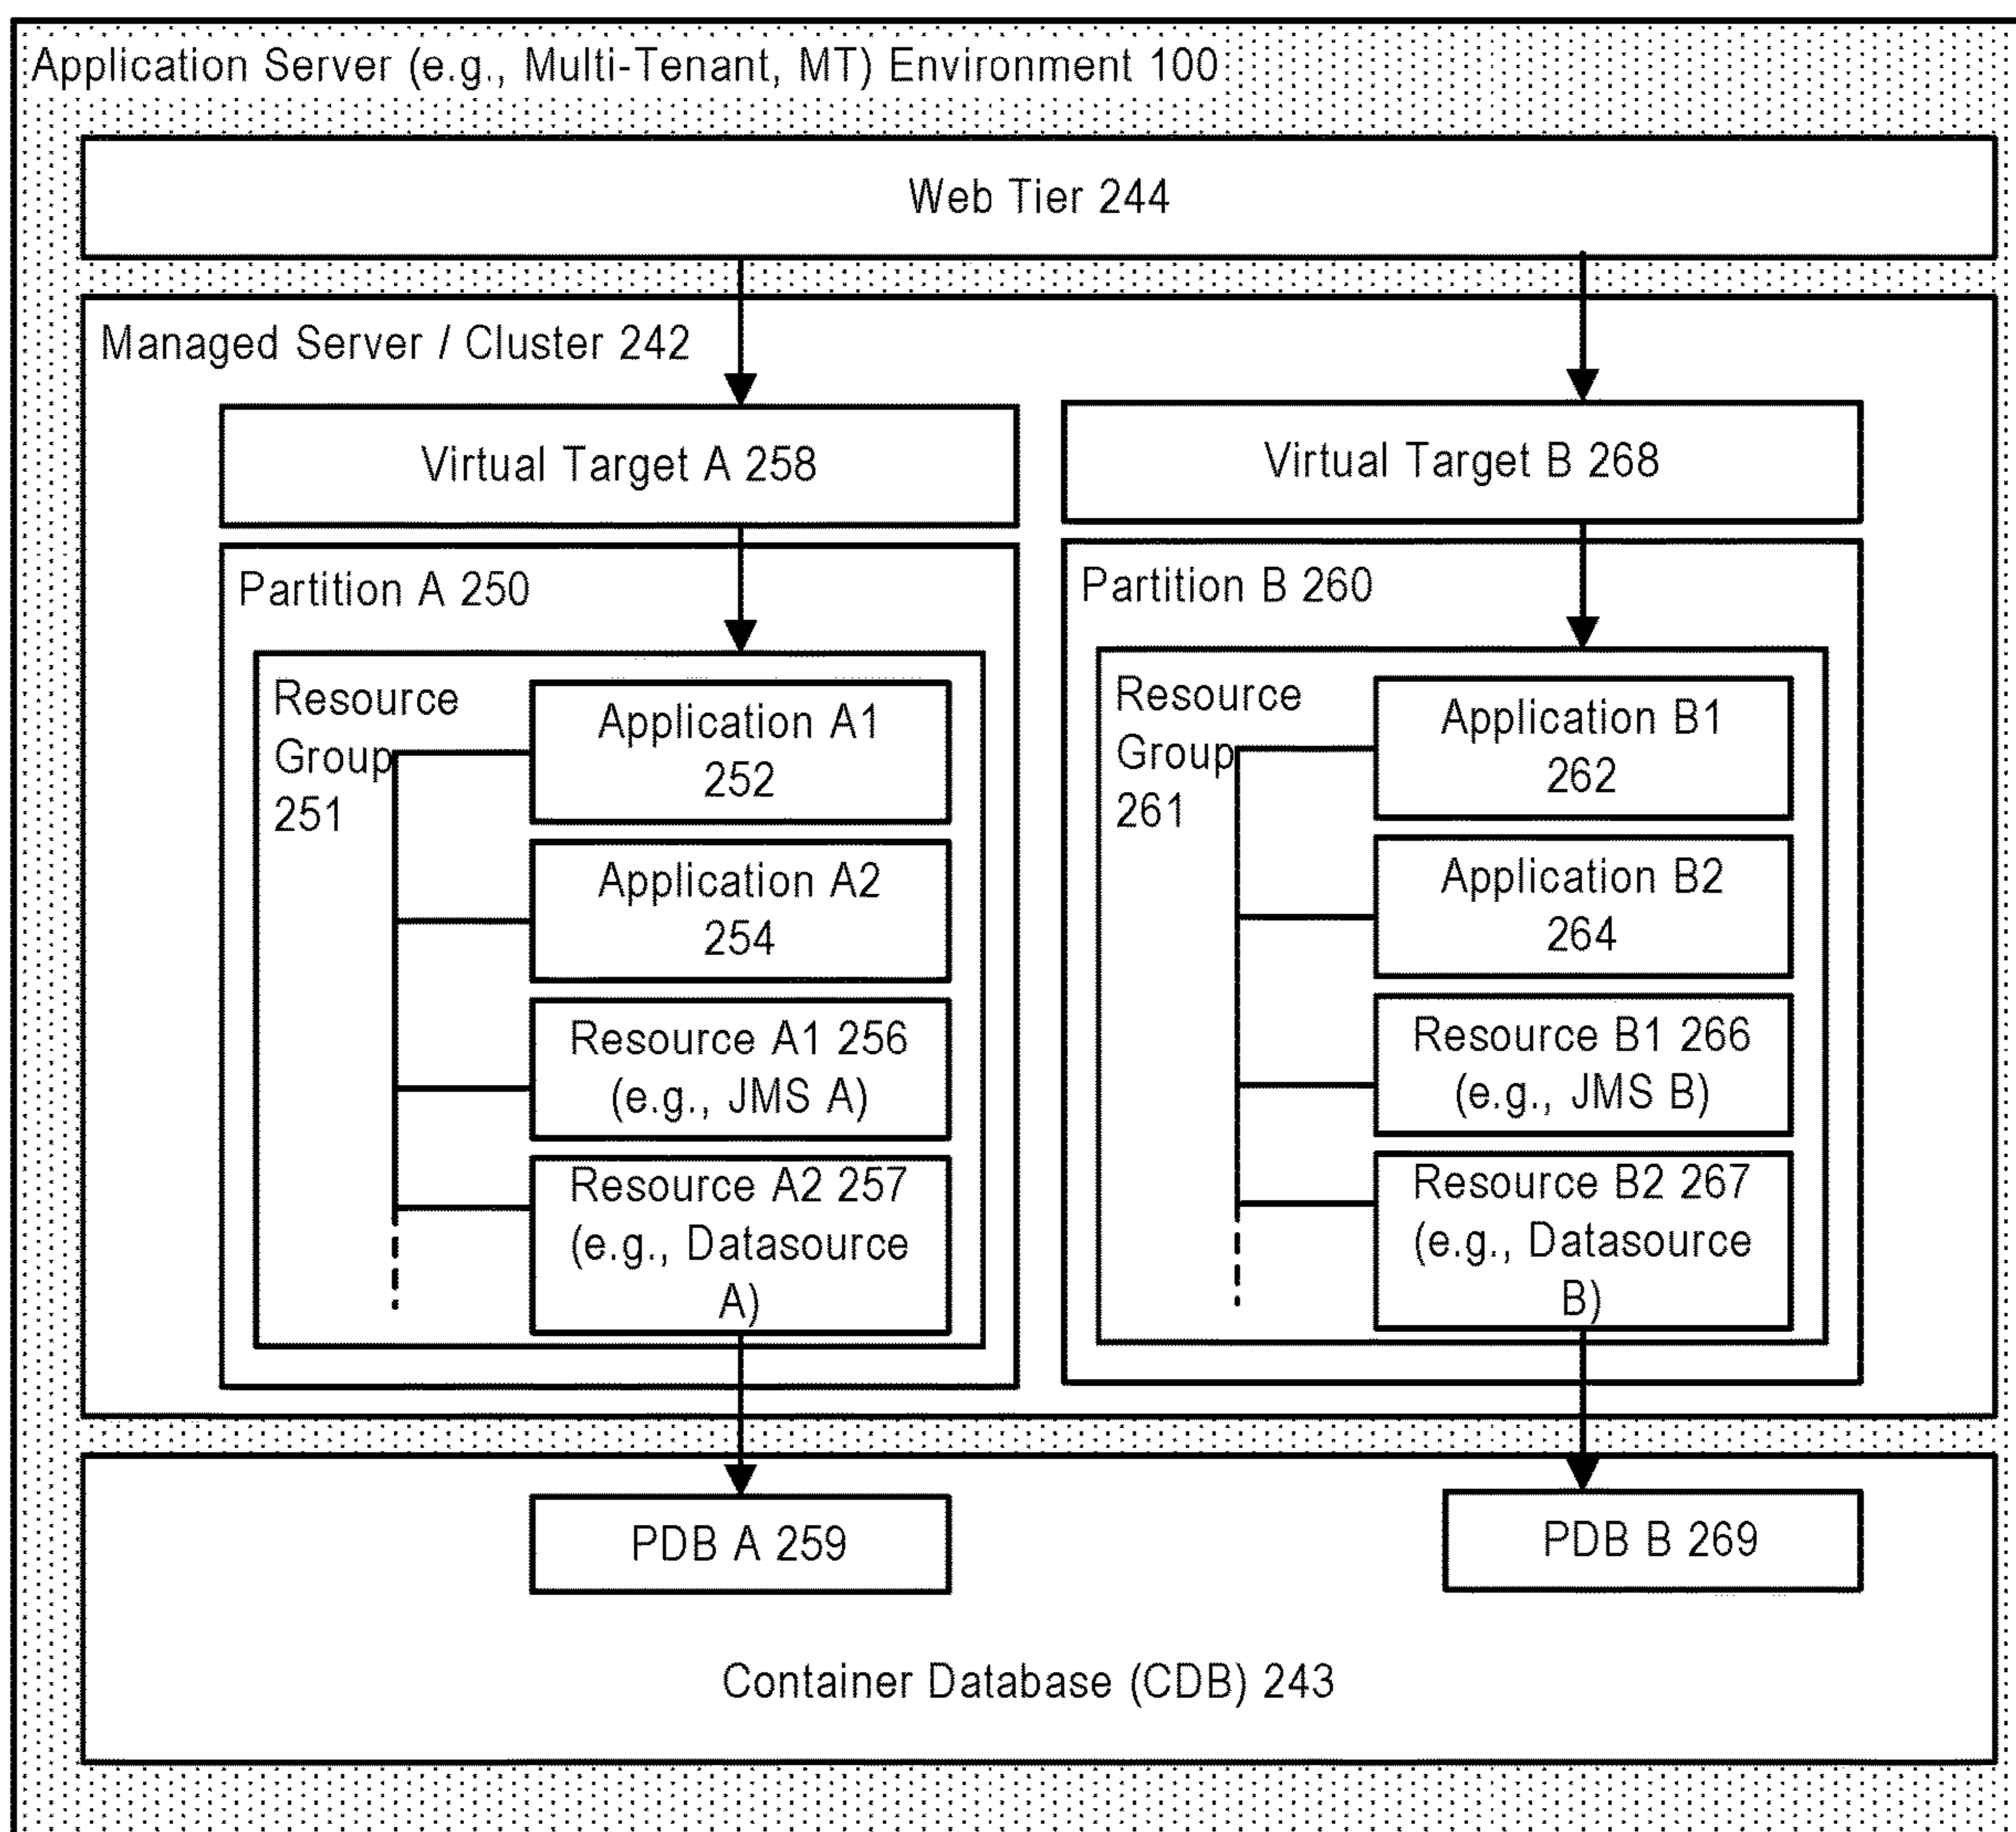 Application Server (e.g., Multi-Tenant, MT) Environment 100
Web Tier 244
Managed Server / Cluster 242
Virtual Target A 258
Partition A 250
Resource
Group
251
Application A1
252
Application A2
254
Resource A1 256
(e.g., JMS A)
Resource A2 257
(e.g., Datasource
A)
Virtual Target B 268
Partition B 260
Resource
Group
261
Application B1
262
Application B2
264
Resource B1 266
(e.g., JMS B)
Resource B2 267
(e.g., Datasource
B)
PDB A 259
PDB B 269
Container Database (CDB) 243